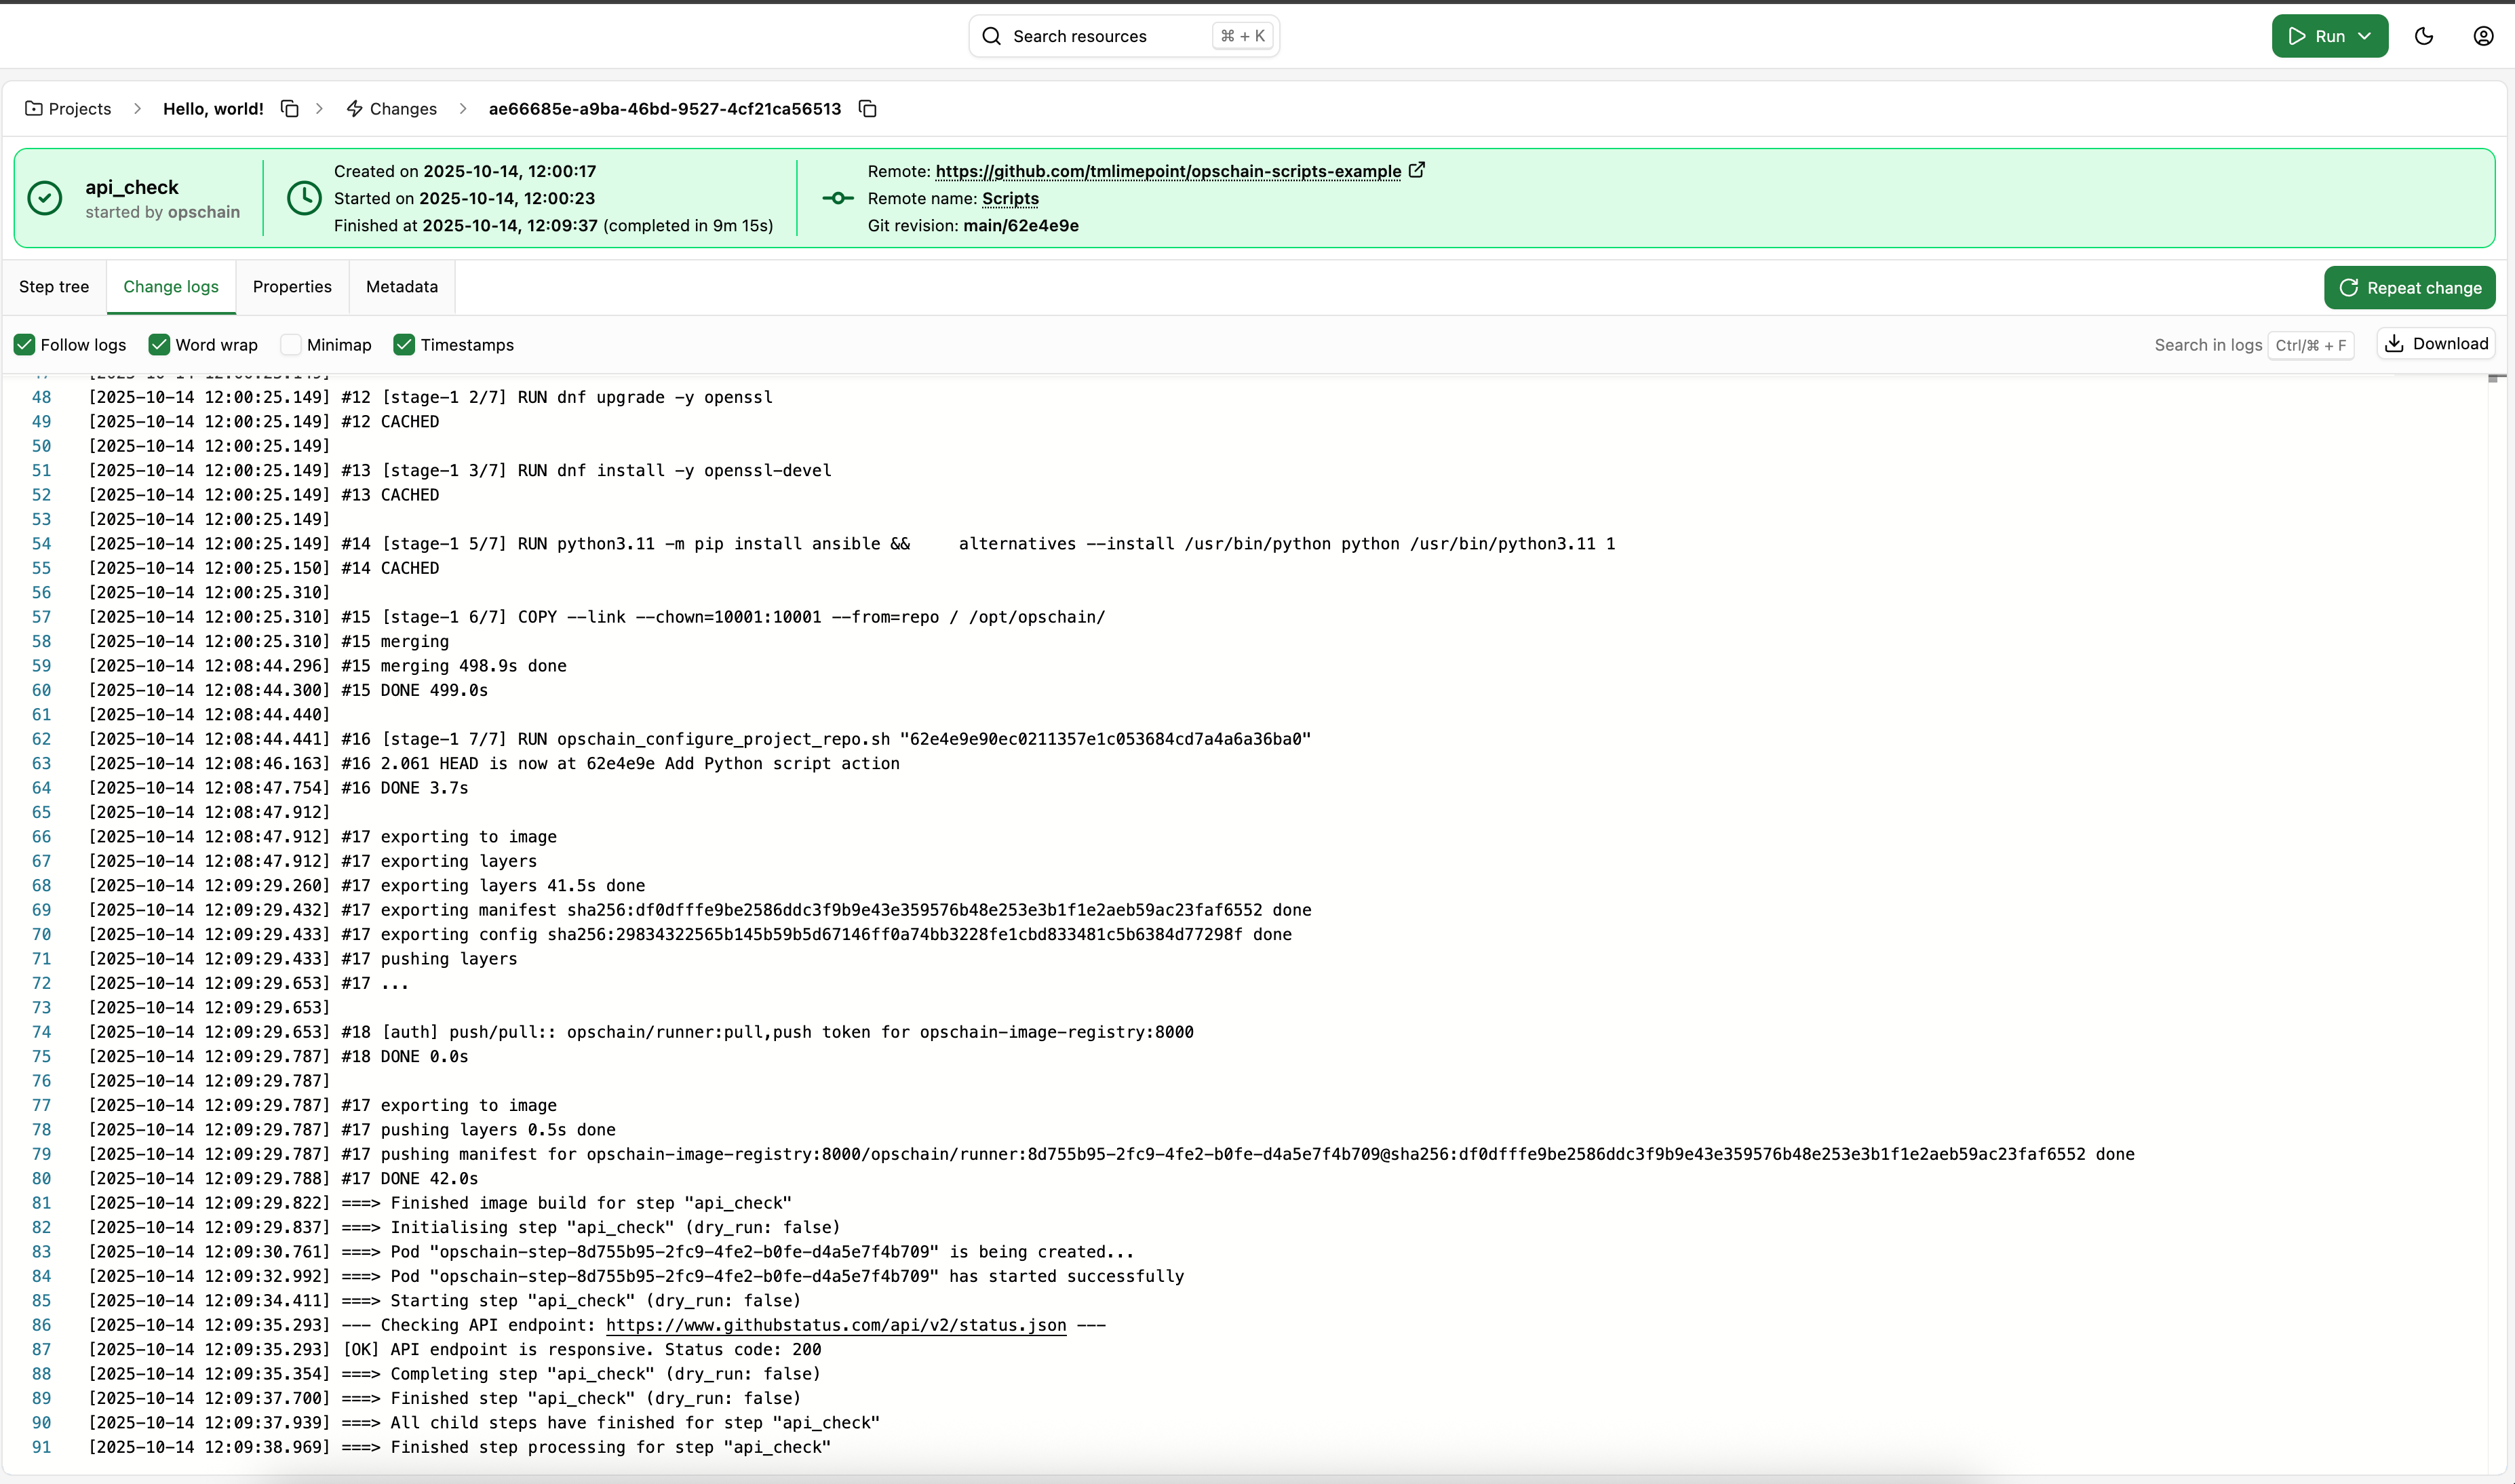 Search resources ⌘ + K
Run
Projects > Hello, world! > Changes > ae66685e-a9ba-46bd-9527-4cf21ca56513
api_check
started by opschain
Created on 2025-10-14, 12:00:17
Started on 2025-10-14, 12:00:23
Finished at 2025-10-14, 12:09:37 (completed in 9m 15s)
Remote: https://github.com/tmlimepoint/opschain-scripts-example
Remote name: Scripts
Git revision: main/62e4e9e
Step tree Change logs Properties Metadata
Repeat change
Follow logs Word wrap Minimap Timestamps
Search in logs Ctrl/⌘ + F Download
48 [2025-10-14 12:00:25.149] #12 [stage-1 2/7] RUN dnf upgrade -y openssl
49 [2025-10-14 12:00:25.149] #12 CACHED
50 [2025-10-14 12:00:25.149]
51 [2025-10-14 12:00:25.149] #13 [stage-1 3/7] RUN dnf install -y openssl-devel
52 [2025-10-14 12:00:25.149] #13 CACHED
53 [2025-10-14 12:00:25.149]
54 [2025-10-14 12:00:25.149] #14 [stage-1 5/7] RUN python3.11 -m pip install ansible &&     alternatives --install /usr/bin/python python /usr/bin/python3.11 1
55 [2025-10-14 12:00:25.150] #14 CACHED
56 [2025-10-14 12:00:25.310]
57 [2025-10-14 12:00:25.310] #15 [stage-1 6/7] COPY --link --chown=10001:10001 --from=repo / /opt/opschain/
58 [2025-10-14 12:00:25.310] #15 merging
59 [2025-10-14 12:08:44.296] #15 merging 498.9s done
60 [2025-10-14 12:08:44.300] #15 DONE 499.0s
61 [2025-10-14 12:08:44.440]
62 [2025-10-14 12:08:44.441] #16 [stage-1 7/7] RUN opschain_configure_project_repo.sh "62e4e9e90ec0211357e1c053684cd7a4a6a36ba0"
63 [2025-10-14 12:08:46.163] #16 2.061 HEAD is now at 62e4e9e Add Python script action
64 [2025-10-14 12:08:47.754] #16 DONE 3.7s
65 [2025-10-14 12:08:47.912]
66 [2025-10-14 12:08:47.912] #17 exporting to image
67 [2025-10-14 12:08:47.912] #17 exporting layers
68 [2025-10-14 12:09:29.260] #17 exporting layers 41.5s done
69 [2025-10-14 12:09:29.432] #17 exporting manifest sha256:df0dfffe9be2586ddc3f9b9e43e359576b48e253e3b1f1e2aeb59ac23faf6552 done
70 [2025-10-14 12:09:29.433] #17 exporting config sha256:29834322565b145b59b5d67146ff0a74bb3228fe1cbd833481c5b6384d77298f done
71 [2025-10-14 12:09:29.433] #17 pushing layers
72 [2025-10-14 12:09:29.653] #17 ...
73 [2025-10-14 12:09:29.653]
74 [2025-10-14 12:09:29.653] #18 [auth] push/pull:: opschain/runner:pull,push token for opschain-image-registry:8000
75 [2025-10-14 12:09:29.787] #18 DONE 0.0s
76 [2025-10-14 12:09:29.787]
77 [2025-10-14 12:09:29.787] #17 exporting to image
78 [2025-10-14 12:09:29.787] #17 pushing layers 0.5s done
79 [2025-10-14 12:09:29.787] #17 pushing manifest for opschain-image-registry:8000/opschain/runner:8d755b95-2fc9-4fe2-b0fe-d4a5e7f4b709@sha256:df0dfffe9be2586ddc3f9b9e43e359576b48e253e3b1f1e2aeb59ac23faf6552 done
80 [2025-10-14 12:09:29.788] #17 DONE 42.0s
81 [2025-10-14 12:09:29.822] ===> Finished image build for step "api_check"
82 [2025-10-14 12:09:29.837] ===> Initialising step "api_check" (dry_run: false)
83 [2025-10-14 12:09:30.761] ===> Pod "opschain-step-8d755b95-2fc9-4fe2-b0fe-d4a5e7f4b709" is being created...
84 [2025-10-14 12:09:32.992] ===> Pod "opschain-step-8d755b95-2fc9-4fe2-b0fe-d4a5e7f4b709" has started successfully
85 [2025-10-14 12:09:34.411] ===> Starting step "api_check" (dry_run: false)
86 [2025-10-14 12:09:35.293] --- Checking API endpoint: https://www.githubstatus.com/api/v2/status.json ---
87 [2025-10-14 12:09:35.293] [OK] API endpoint is responsive. Status code: 200
88 [2025-10-14 12:09:35.354] ===> Completing step "api_check" (dry_run: false)
89 [2025-10-14 12:09:37.700] ===> Finished step "api_check" (dry_run: false)
90 [2025-10-14 12:09:37.939] ===> All child steps have finished for step "api_check"
91 [2025-10-14 12:09:38.969] ===> Finished step processing for step "api_check"